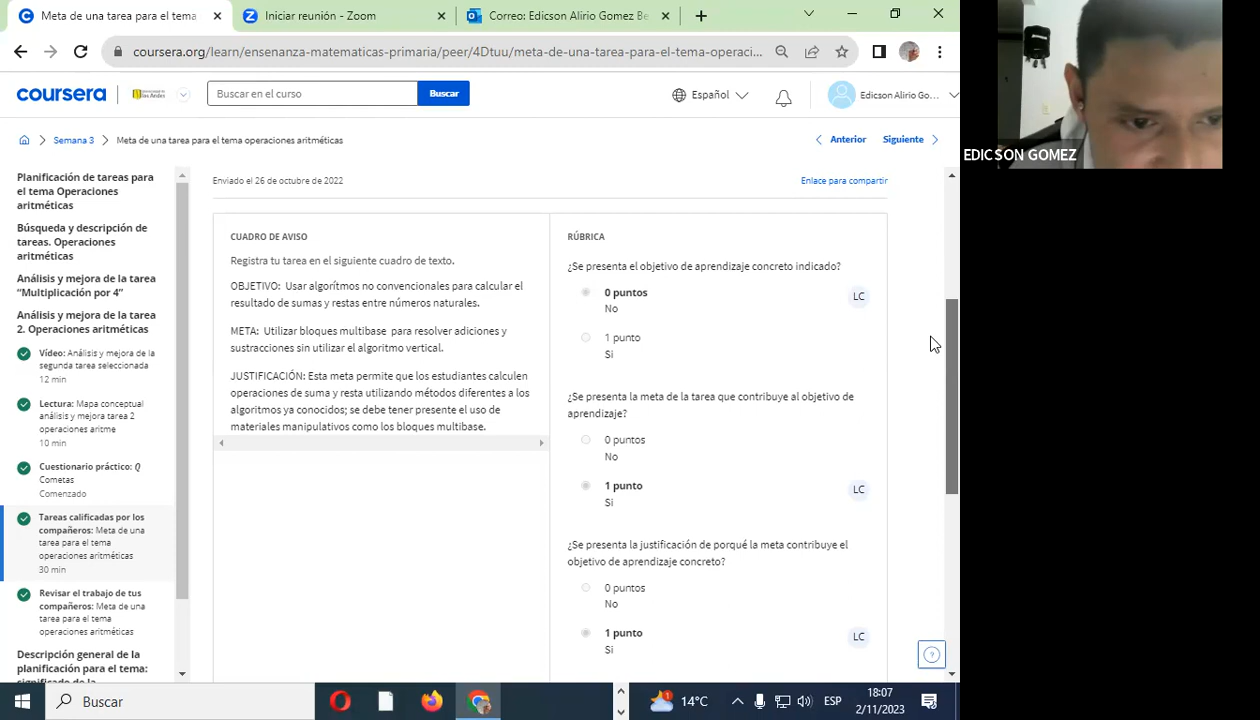 Meta de una tarea para el tema
Iniciar reunión - Zoom
Correo: Edicson Alirio Gomez Be
coursera.org/learn/ensenanza-matematicas-primaria/peer/4Dtuu/meta-de-una-tarea-para-el-tema-operaci...
coursera
Buscar en el curso
Buscar
Español
Edicson Alirio Go...
EDICSON GOMEZ
Semana 3
Meta de una tarea para el tema operaciones aritméticas
Anterior
Siguiente
Planificación de tareas para
el tema Operaciones
aritméticas
Búsqueda y descripción de
tareas. Operaciones
aritméticas
Análisis y mejora de la tarea
"Multiplicación por 4"
Análisis y mejora de la tarea
2. Operaciones aritméticas
Vídeo: Análisis y mejora de la
segunda tarea seleccionada
12 min
Lectura: Mapa conceptual
análisis y mejora tarea 2
operaciones aritme
10 min
Cuestionario práctico: Q
Cometas
Comenzado
Tareas calificadas por los
compañeros: Meta de una
tarea para el tema
operaciones aritméticas
30 min
Revisar el trabajo de tus
compañeros: Meta de una
tarea para el tema
operaciones aritméticas
Descripción general de la
planificación para el tema:
significado de la
Enviado el 26 de octubre de 2022
Enlace para compartir
CUADRO DE AVISO
Registra tu tarea en el siguiente cuadro de texto.
OBJETIVO: Usar algorítmos no convencionales para calcular el
resultado de sumas y restas entre números naturales.
META: Utilizar bloques multibase para resolver adiciones y
sustracciones sin utilizar el algoritmo vertical.
JUSTIFICACIÓN: Esta meta permite que los estudiantes calculen
operaciones de suma y resta utilizando métodos diferentes a los
algoritmos ya conocidos; se debe tener presente el uso de
materiales manipulativos como los bloques multibase.
RÚBRICA
¿Se presenta el objetivo de aprendizaje concreto indicado?
0 puntos
No
LC
1 punto
Si
¿Se presenta la meta de la tarea que contribuye al objetivo de
aprendizaje?
0 puntos
No
1 punto
Si
LC
¿Se presenta la justificación de porqué la meta contribuye el
objetivo de aprendizaje concreto?
0 puntos
No
1 punto
Si
LC
Buscar
14°C
ESP
18:07
2/11/2023